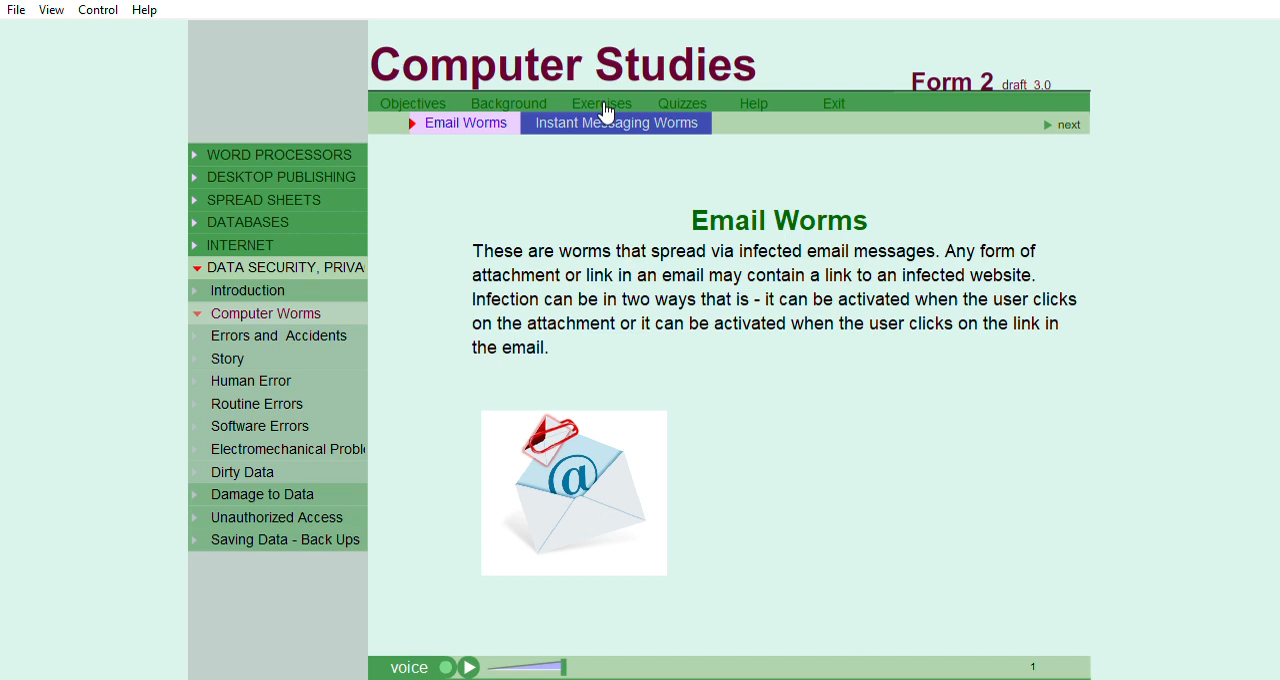 File View Control Help
Computer Studies
Form 2 draft 3.0
Objectives Background Exercises Quizzes Help Exit
Email Worms Instant Messaging Worms next
WORD PROCESSORS
DESKTOP PUBLISHING
SPREAD SHEETS
DATABASES
INTERNET
DATA SECURITY, PRIVA
Introduction
Computer Worms
Errors and Accidents
Story
Human Error
Routine Errors
Software Errors
Electromechanical Proble
Dirty Data
Damage to Data
Unauthorized Access
Saving Data - Back Ups
Email Worms
These are worms that spread via infected email messages. Any form of
attachment or link in an email may contain a link to an infected website.
Infection can be in two ways that is - it can be activated when the user clicks
on the attachment or it can be activated when the user clicks on the link in
the email.
@
voice 1